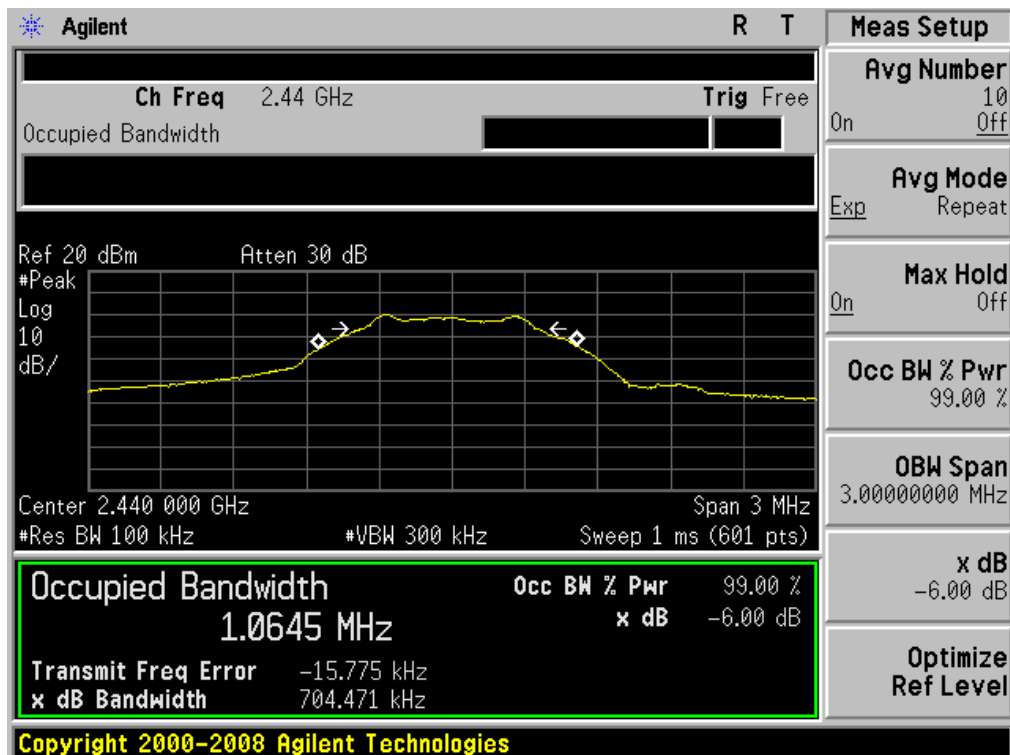 Agilent R T
Ch Freq 2.44 GHz Trig Free
Occupied Bandwidth
Ref 20 dBm Atten 30 dB
#Peak
Log
10
dB/
Center 2.440 000 GHz Span 3 MHz
#Res BW 100 kHz #VBW 300 kHz Sweep 1 ms (601 pts)
Occupied Bandwidth Occ BW % Pwr 99.00 %
1.0645 MHz x dB -6.00 dB
Transmit Freq Error -15.775 kHz
x dB Bandwidth 704.471 kHz
Copyright 2000-2008 Agilent Technologies
Meas Setup
Avg Number
10
On Off
Avg Mode
Exp Repeat
Max Hold
On Off
Occ BW % Pwr
99.00 %
OBW Span
3.00000000 MHz
x dB
-6.00 dB
Optimize
Ref Level